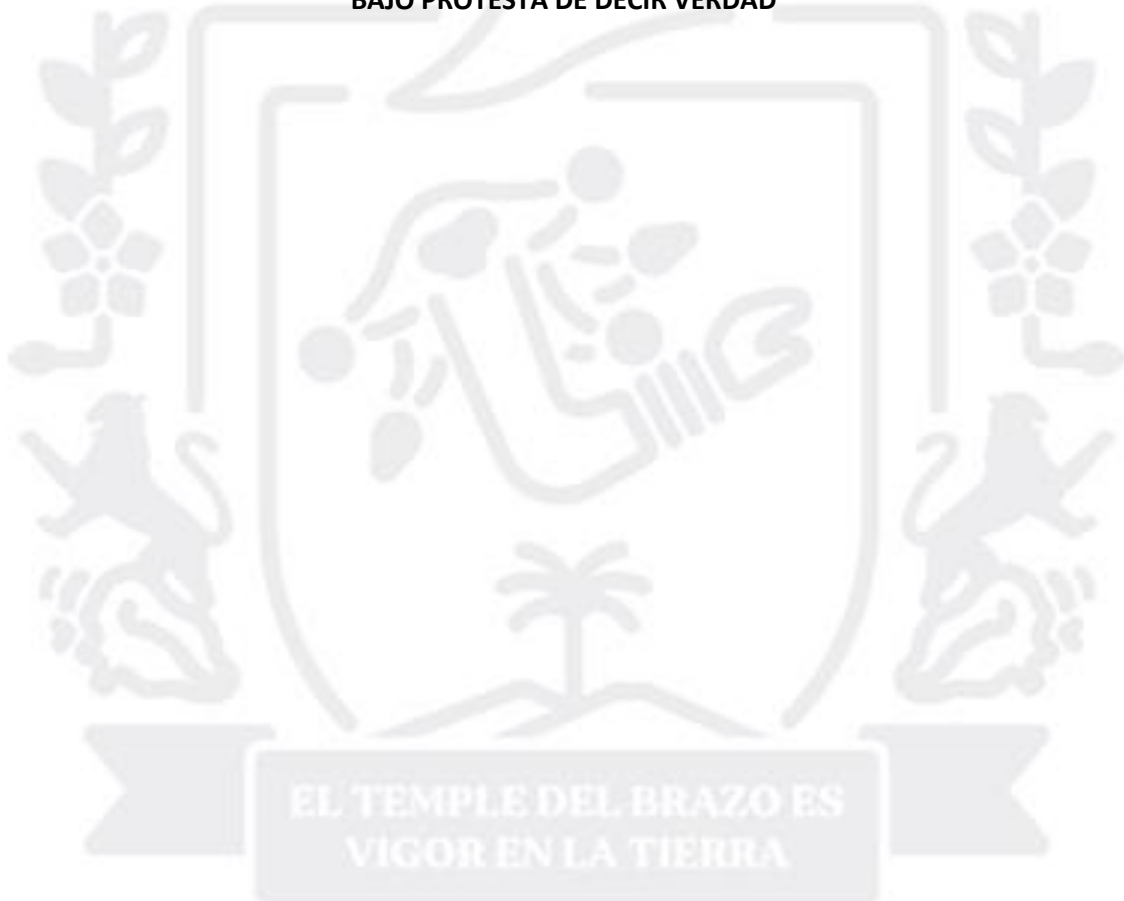 BAJO PROTESTA DE DECIR VERDAD
EL TEMPLE DEL BRAZO ES
VIGOR EN LA TIERRA